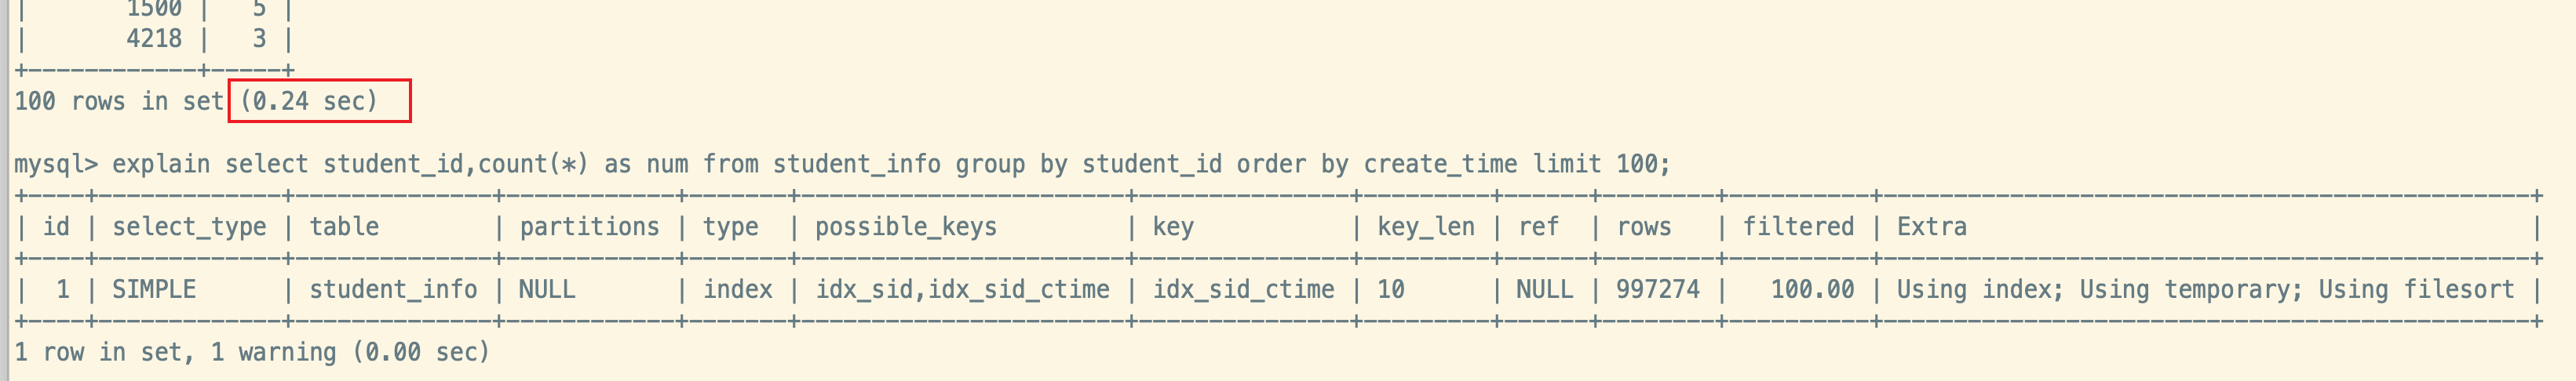 |        1500 |   5 |
|        4218 |   3 |
+-------------+-----+
100 rows in set (0.24 sec)
mysql> explain select student_id,count(*) as num from student_info group by student_id order by create_time limit 100;
+----+-------------+--------------+------------+-------+-----------------------+---------------+---------+------+--------+----------+----------------------------------------------+
| id | select_type | table        | partitions | type  | possible_keys         | key           | key_len | ref  | rows   | filtered | Extra                                        |
+----+-------------+--------------+------------+-------+-----------------------+---------------+---------+------+--------+----------+----------------------------------------------+
|  1 | SIMPLE      | student_info | NULL       | index | idx_sid,idx_sid_ctime | idx_sid_ctime | 10      | NULL | 997274 |   100.00 | Using index; Using temporary; Using filesort |
+----+-------------+--------------+------------+-------+-----------------------+---------------+---------+------+--------+----------+----------------------------------------------+
1 row in set, 1 warning (0.00 sec)